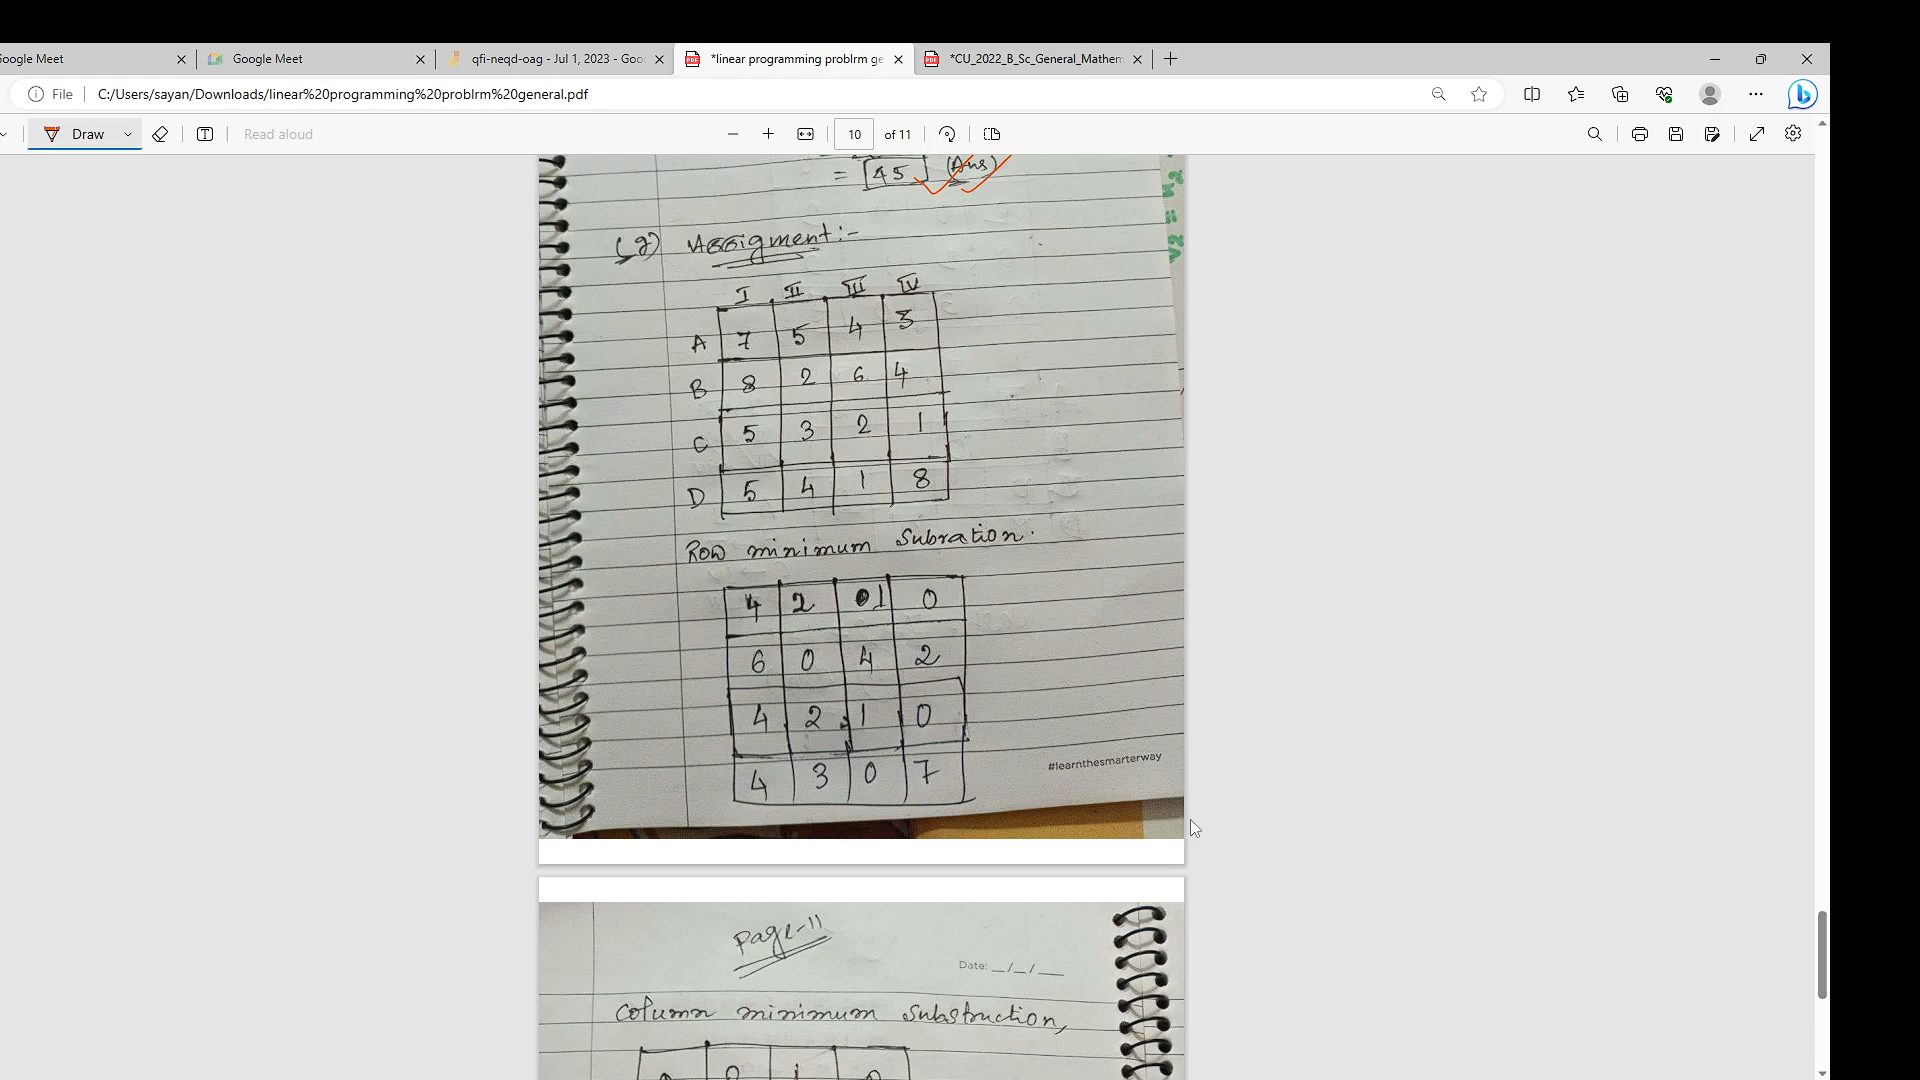 Google Meet
Google Meet
qfi-neqd-oag - Jul 1, 2023 - Goo
*linear programming problrm ge
*CU_2022_B_Sc_General_Mathem
File
C:/Users/sayan/Downloads/linear%20programming%20problrm%20general.pdf
Draw
Read aloud
10 of 11
= 45 (Ans)
Assigment:-
I II III IV
A 7 5 4 3
B 8 2 6 4
C 5 3 2 1
D 5 4 1 8
Row minimum Subration.
4 2 1 0
6 0 4 2
4 2 1 0
4 3 0 7
#learnthesmarterway
Page-11
Date: __/__/___
Column minimum Substruction,